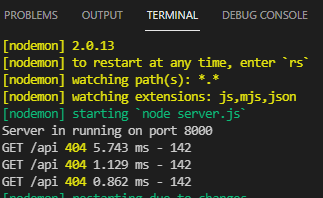 PROBLEMS OUTPUT TERMINAL DEBUG CONSOLE
[nodemon] 2.0.13
[nodemon] to restart at any time, enter `rs`
[nodemon] watching path(s): *.*
[nodemon] watching extensions: js,mjs,json
[nodemon] starting `node server.js`
Server in running on port 8000
GET /api 404 5.743 ms - 142
GET /api 404 1.129 ms - 142
GET /api 404 0.862 ms - 142
[nodemon] restarting due to changes